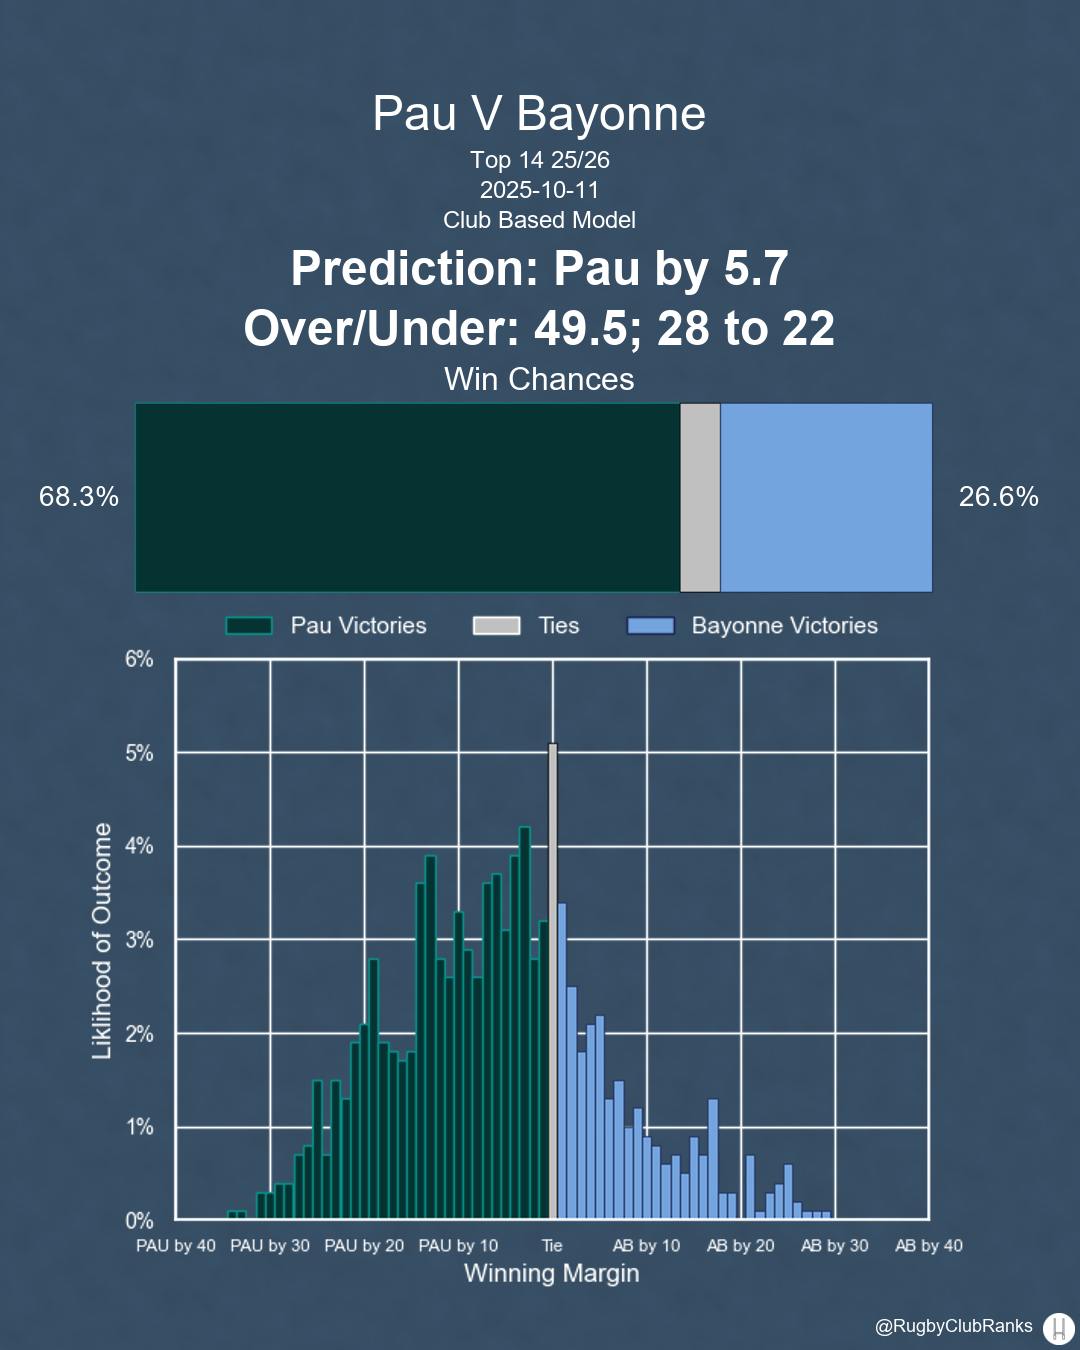 Pau V Bayonne
Top 14 25/26
2025-10-11
Club Based Model
Prediction: Pau by 5.7
Over/Under: 49.5; 28 to 22
Win Chances
68.3%
26.6%
Pau Victories
Ties
Bayonne Victories
6%
5%
4%
3%
2%
1%
0%
Liklihood of Outcome
PAU by 40 PAU by 30 PAU by 20 PAU by 10 Tie AB by 10 AB by 20 AB by 30 AB by 40
Winning Margin
@RugbyClubRanks